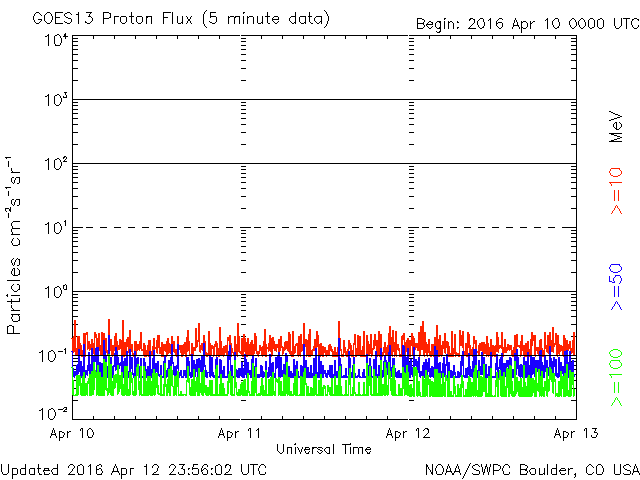 GOES13 Proton Flux (5 minute data)
Begin: 2016 Apr 10 0000 UTC
10⁴
10³
10²
10¹
10⁰
10⁻¹
10⁻²
Particles cm⁻²s⁻¹sr⁻¹
MeV
>=10
>=50
>=100
Apr 10
Apr 11
Apr 12
Apr 13
Universal Time
Updated 2016 Apr 12 23:56:02 UTC
NOAA/SWPC Boulder, CO USA